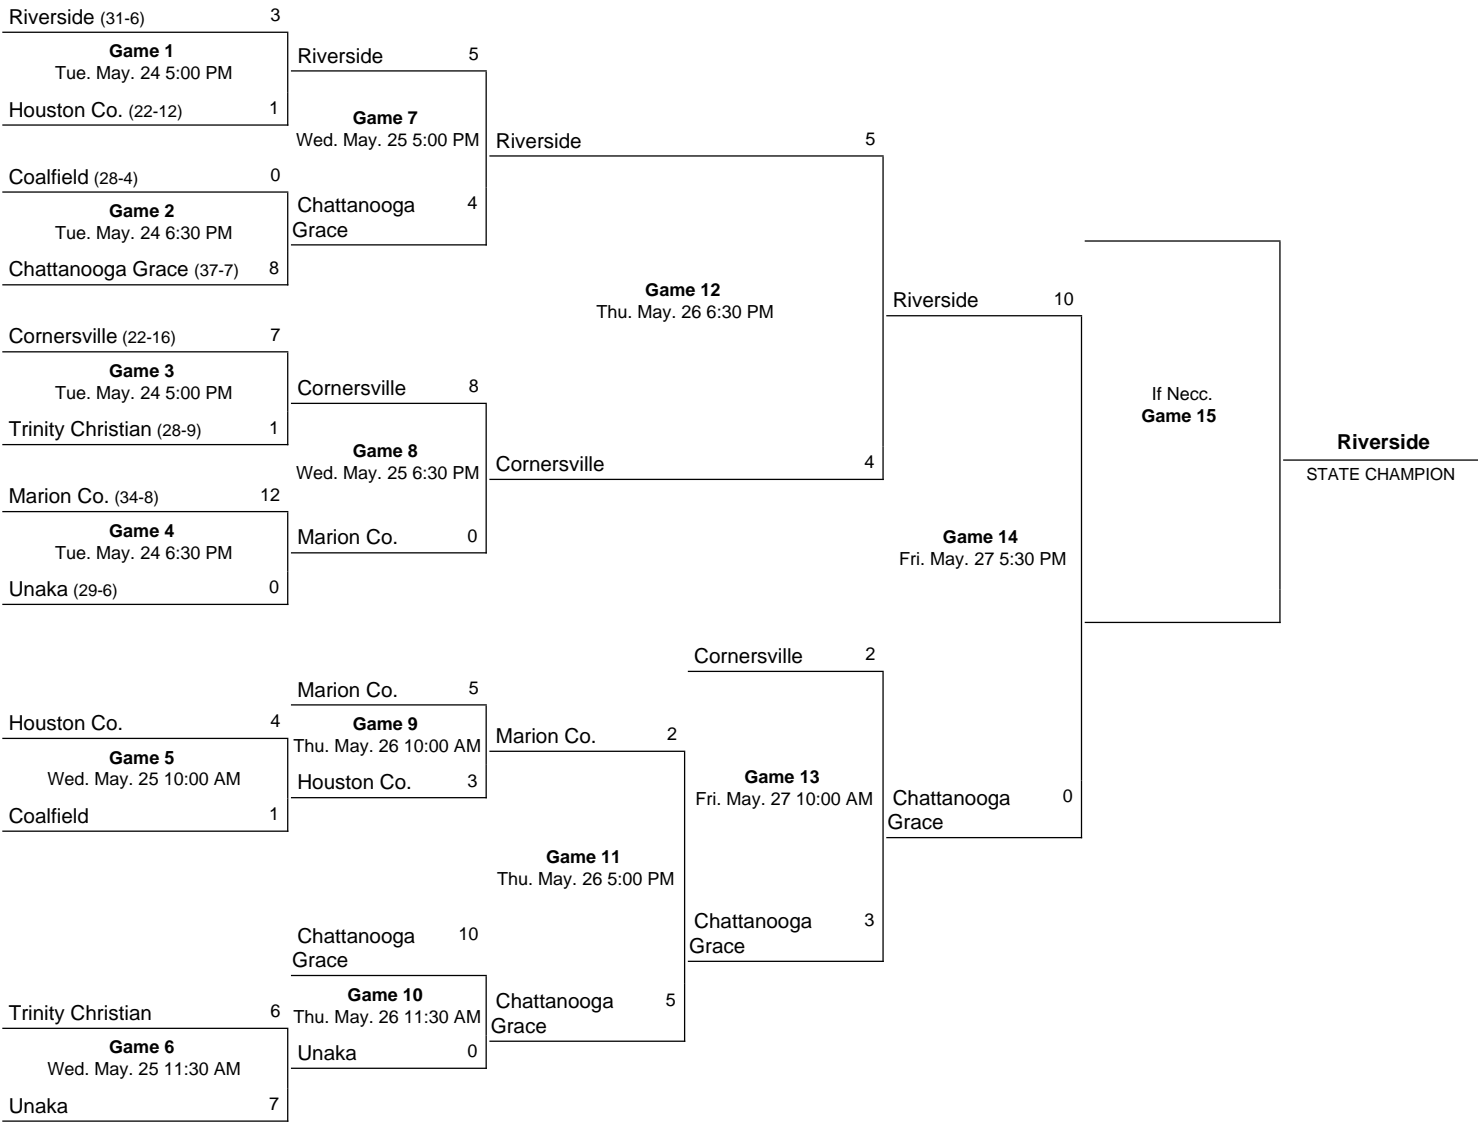 Riverside (31-6) 3
Game 1
Tue. May. 24 5:00 PM
Houston Co. (22-12) 1
Coalfield (28-4) 0
Game 2
Tue. May. 24 6:30 PM
Chattanooga Grace (37-7) 8
Cornersville (22-16) 7
Game 3
Tue. May. 24 5:00 PM
Trinity Christian (28-9) 1
Marion Co. (34-8) 12
Game 4
Tue. May. 24 6:30 PM
Unaka (29-6) 0
Houston Co. 4
Game 5
Wed. May. 25 10:00 AM
Coalfield 1
Trinity Christian 6
Game 6
Wed. May. 25 11:30 AM
Unaka 7
Riverside 5
Game 7
Wed. May. 25 5:00 PM
Chattanooga 4
Grace
Cornersville 8
Game 8
Wed. May. 25 6:30 PM
Marion Co. 0
Marion Co. 5
Game 9
Thu. May. 26 10:00 AM
Houston Co. 3
Chattanooga 10
Grace
Game 10
Thu. May. 26 11:30 AM
Unaka 0
Riverside 5
Game 12
Thu. May. 26 6:30 PM
Cornersville 4
Marion Co. 2
Game 11
Thu. May. 26 5:00 PM
Chattanooga 5
Grace
Cornersville 2
Game 13
Fri. May. 27 10:00 AM
Chattanooga 3
Grace
Riverside 10
Game 14
Fri. May. 27 5:30 PM
Chattanooga 0
Grace
If Necc.
Game 15
Riverside
STATE CHAMPION